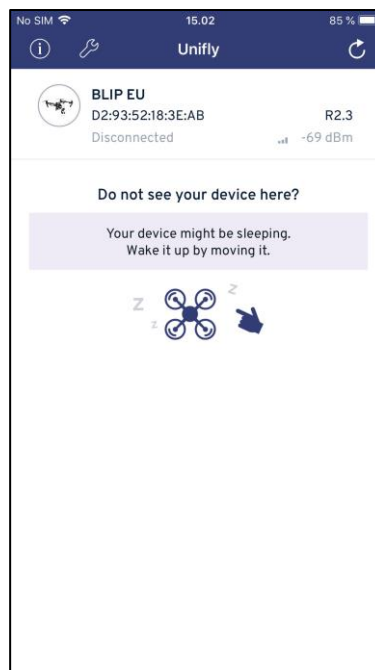 No SIM 15.02 85 %
Unifly
BLIP EU
D2:93:52:18:3E:AB R2.3
Disconnected -69 dBm
Do not see your device here?
Your device might be sleeping.
Wake it up by moving it.
Z z z